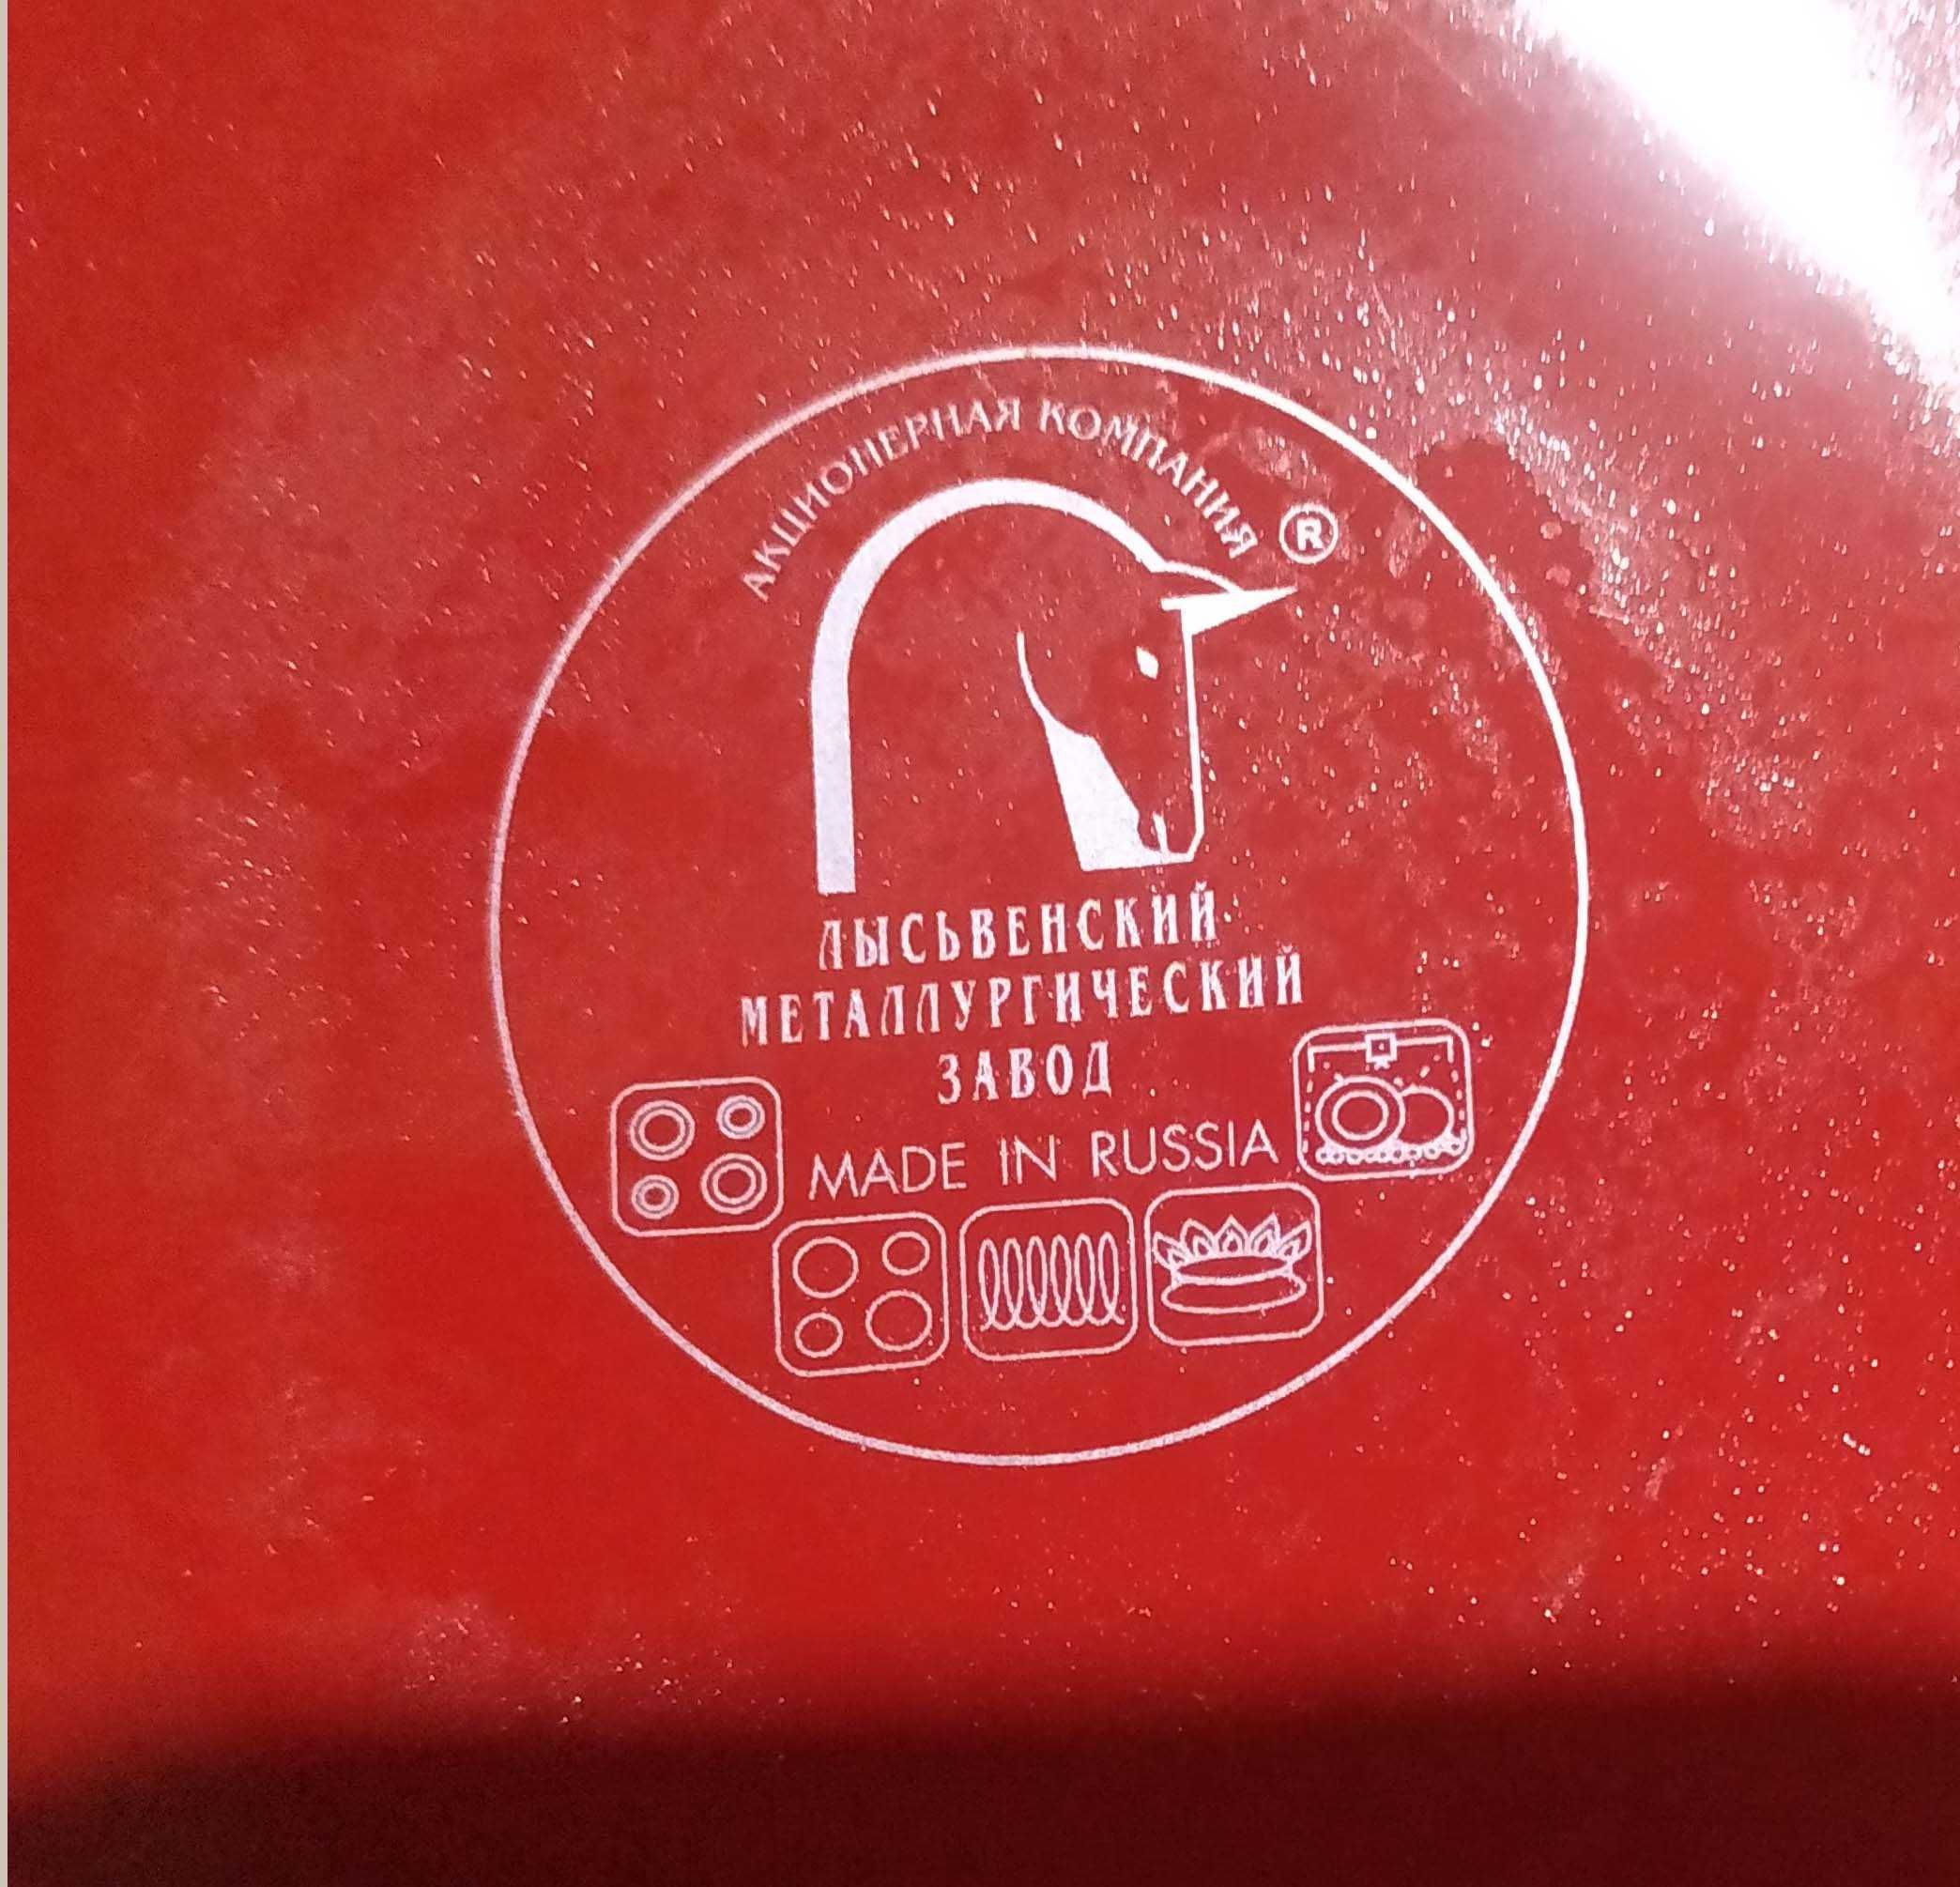 АКЦИОНЕРНАЯ КОМПАНИЯ
®
ЛЫСЬВЕНСКИЙ
МЕТАЛЛУРГИЧЕСКИЙ
ЗАВОД
MADE IN RUSSIA